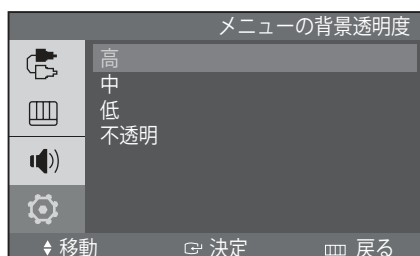 メニューの背景透明度
高
中
低
不透明
移動 決定 戻る